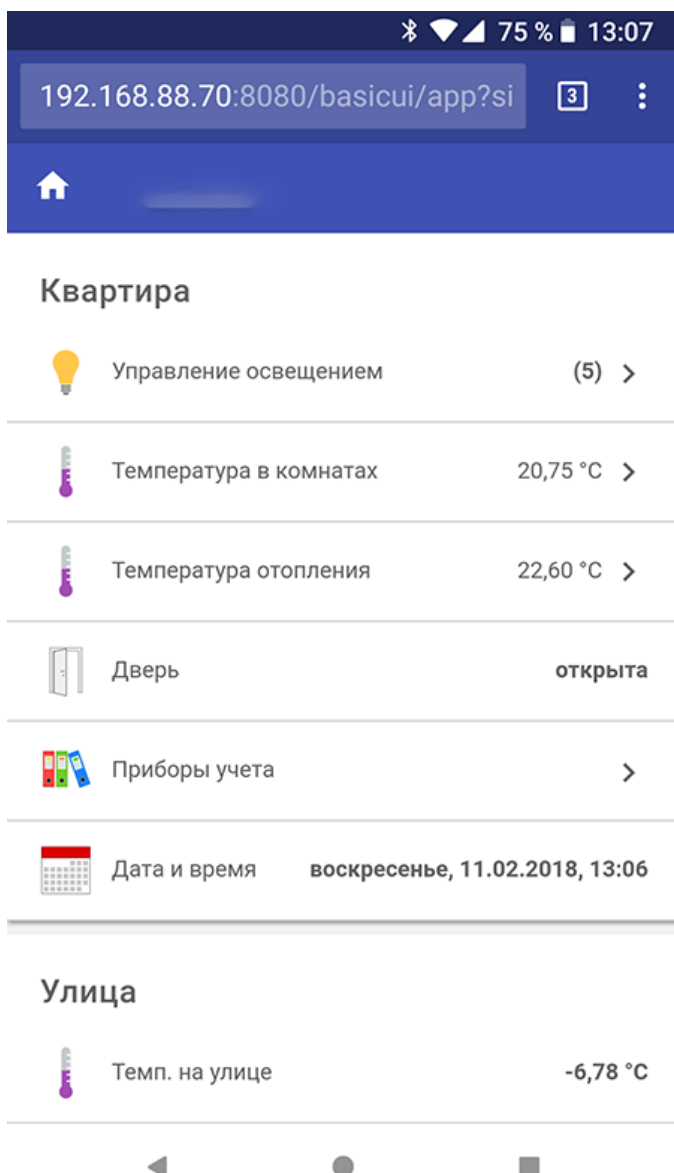 75 % 13:07
192.168.88.70:8080/basicui/app?si 3
Квартира
Управление освещением (5)
Температура в комнатах 20,75 °C
Температура отопления 22,60 °C
Дверь открыта
Приборы учета
Дата и время воскресенье, 11.02.2018, 13:06
Улица
Темп. на улице -6,78 °C